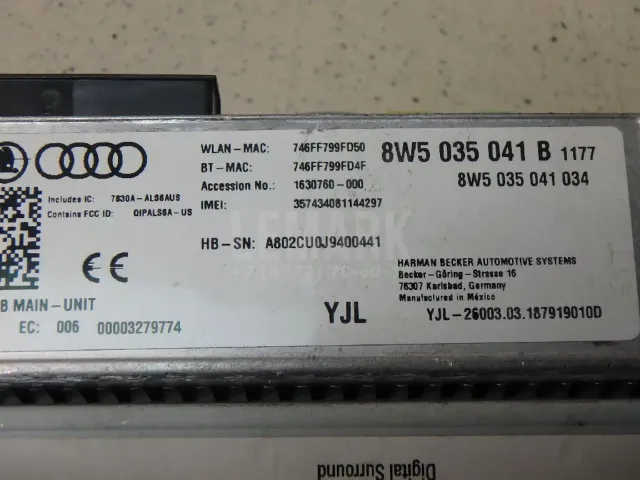 WLAN-MAC: 746FF799FD50
BT-MAC: 746FF799FD4F
Accession No.: 1630760-000
IMEI: 357434081144297
8W5 035 041 B 1177
8W5 035 041 034
Includes IC: 7830A-ALS6AUS
Contains FCC ID: QIPALS6A-US
HB-SN: A802CU0J9400441
LEMARK
CE
HARMAN BECKER AUTOMOTIVE SYSTEMS
Becker-Göring-Strasse 16
76307 Karlsbad, Germany
Manufactured in México
B MAIN-UNIT
EC: 006 00003279774
YJL
YJL-26003.03.187919010D
Digital Surround